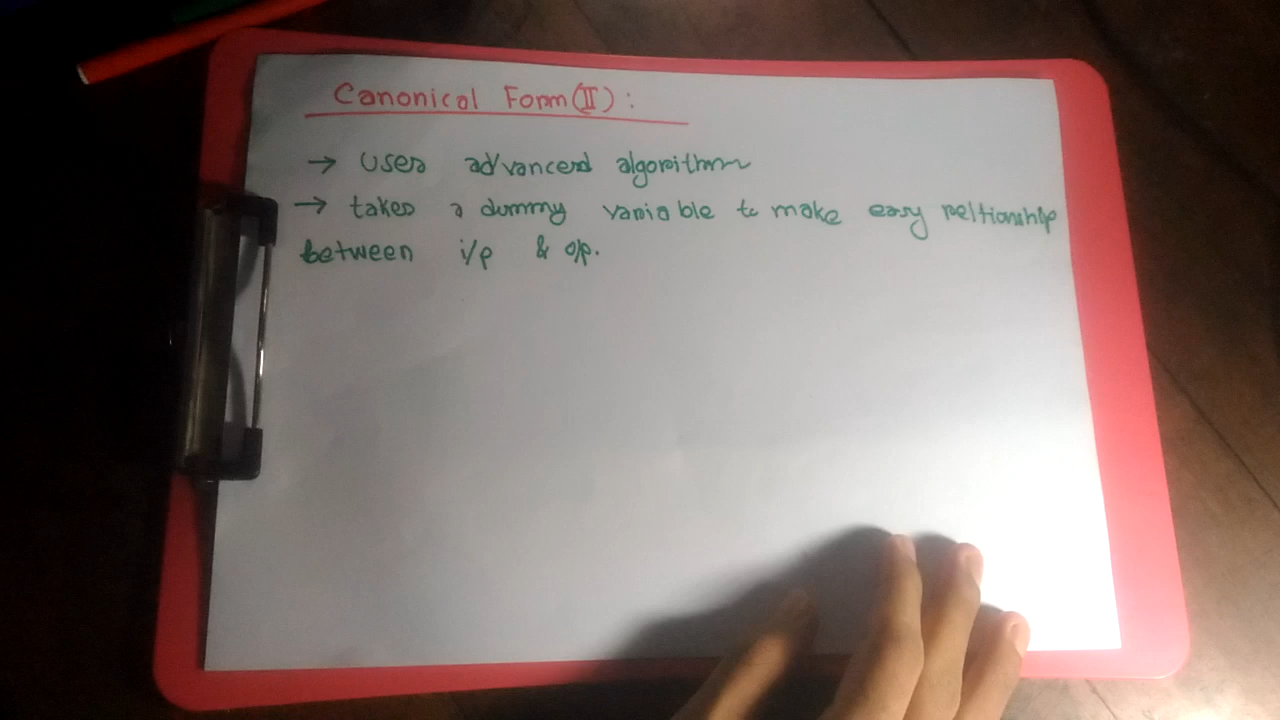 Canonical Form(II) :
→ uses advanced algorithm
→ takes a dummy variable to make easy reltionship
between i/p & o/p.